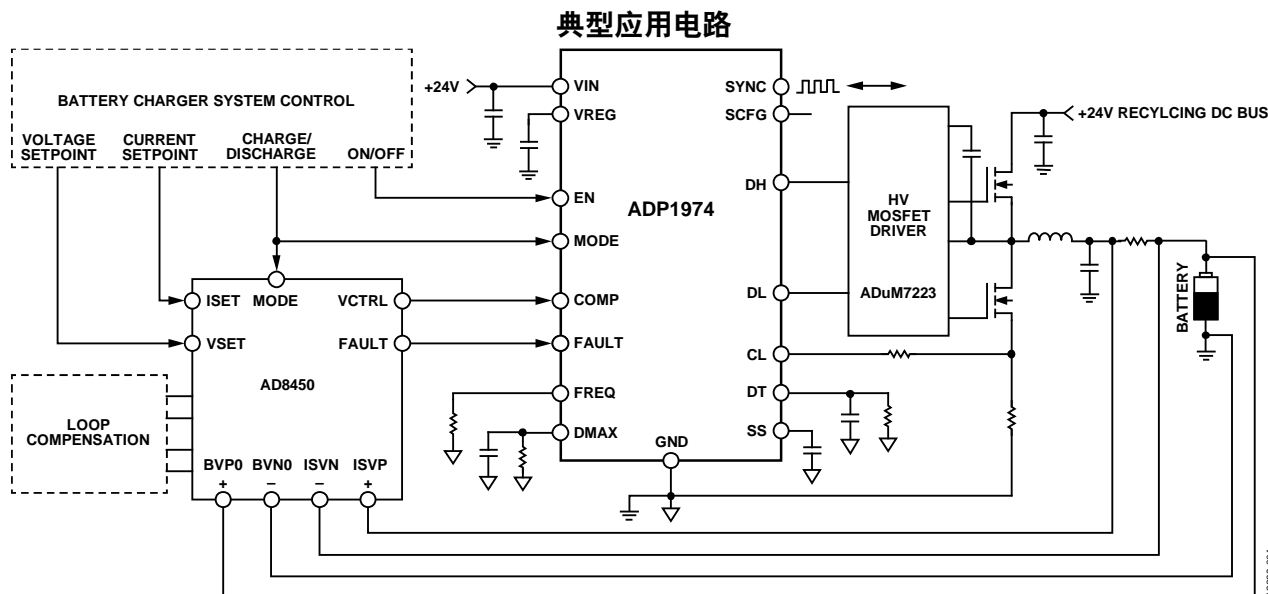 典型应用电路
BATTERY CHARGER SYSTEM CONTROL
VOLTAGE
SETPOINT
CURRENT
SETPOINT
CHARGE/
DISCHARGE
ON/OFF
+24V
VIN
VREG
EN
MODE
COMP
FAULT
FREQ
DMAX
ADP1974
GND
SYNC
SCFG
DH
DL
CL
DT
SS
HV
MOSFET
DRIVER
ADuM7223
+24V RECYLCING DC BUS
BATTERY
ISET
MODE
VCTRL
VSET
FAULT
AD8450
LOOP
COMPENSATION
BVP0 BVN0 ISVN ISVP
+ – – +